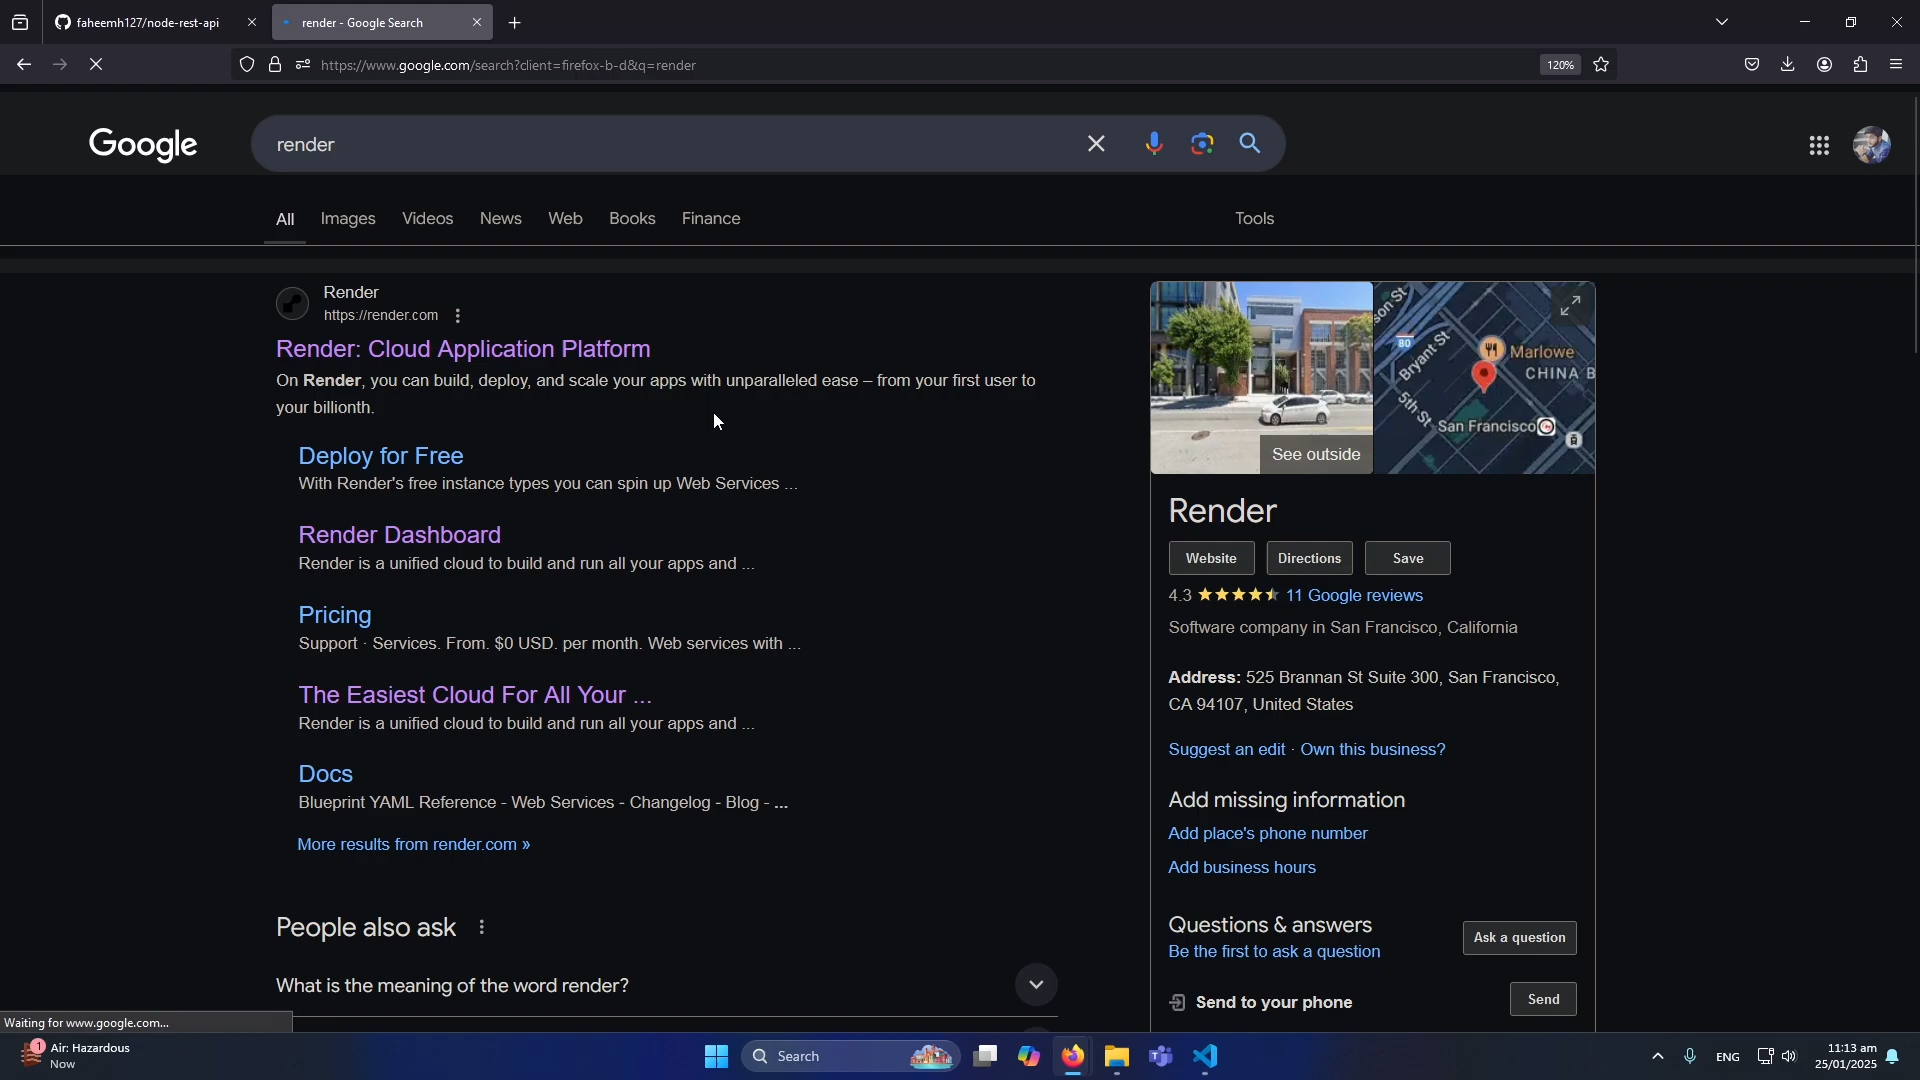 faheemh127/node-rest-api
render - Google Search
https://www.google.com/search?client=firefox-b-d&q=render
120%
Google
render
All
Images
Videos
News
Web
Books
Finance
Tools
Render
https://render.com
Render: Cloud Application Platform
On Render, you can build, deploy, and scale your apps with unparalleled ease – from your first user to
your billionth.
Deploy for Free
With Render's free instance types you can spin up Web Services ...
Render Dashboard
Render is a unified cloud to build and run all your apps and ...
Pricing
Support · Services. From. $0 USD. per month. Web services with ...
The Easiest Cloud For All Your ...
Render is a unified cloud to build and run all your apps and ...
Docs
Blueprint YAML Reference - Web Services - Changelog - Blog - ...
More results from render.com »
People also ask
What is the meaning of the word render?
See outside
80
Bryant St
5th St
Marlowe
CHINA B
San Francisco
Render
Website
Directions
Save
4.3
11 Google reviews
Software company in San Francisco, California
Address: 525 Brannan St Suite 300, San Francisco,
CA 94107, United States
Suggest an edit · Own this business?
Add missing information
Add place's phone number
Add business hours
Questions & answers
Be the first to ask a question
Ask a question
Send to your phone
Send
Waiting for www.google.com...
1
Air: Hazardous
Now
Search
ENG
11:13 am
25/01/2025